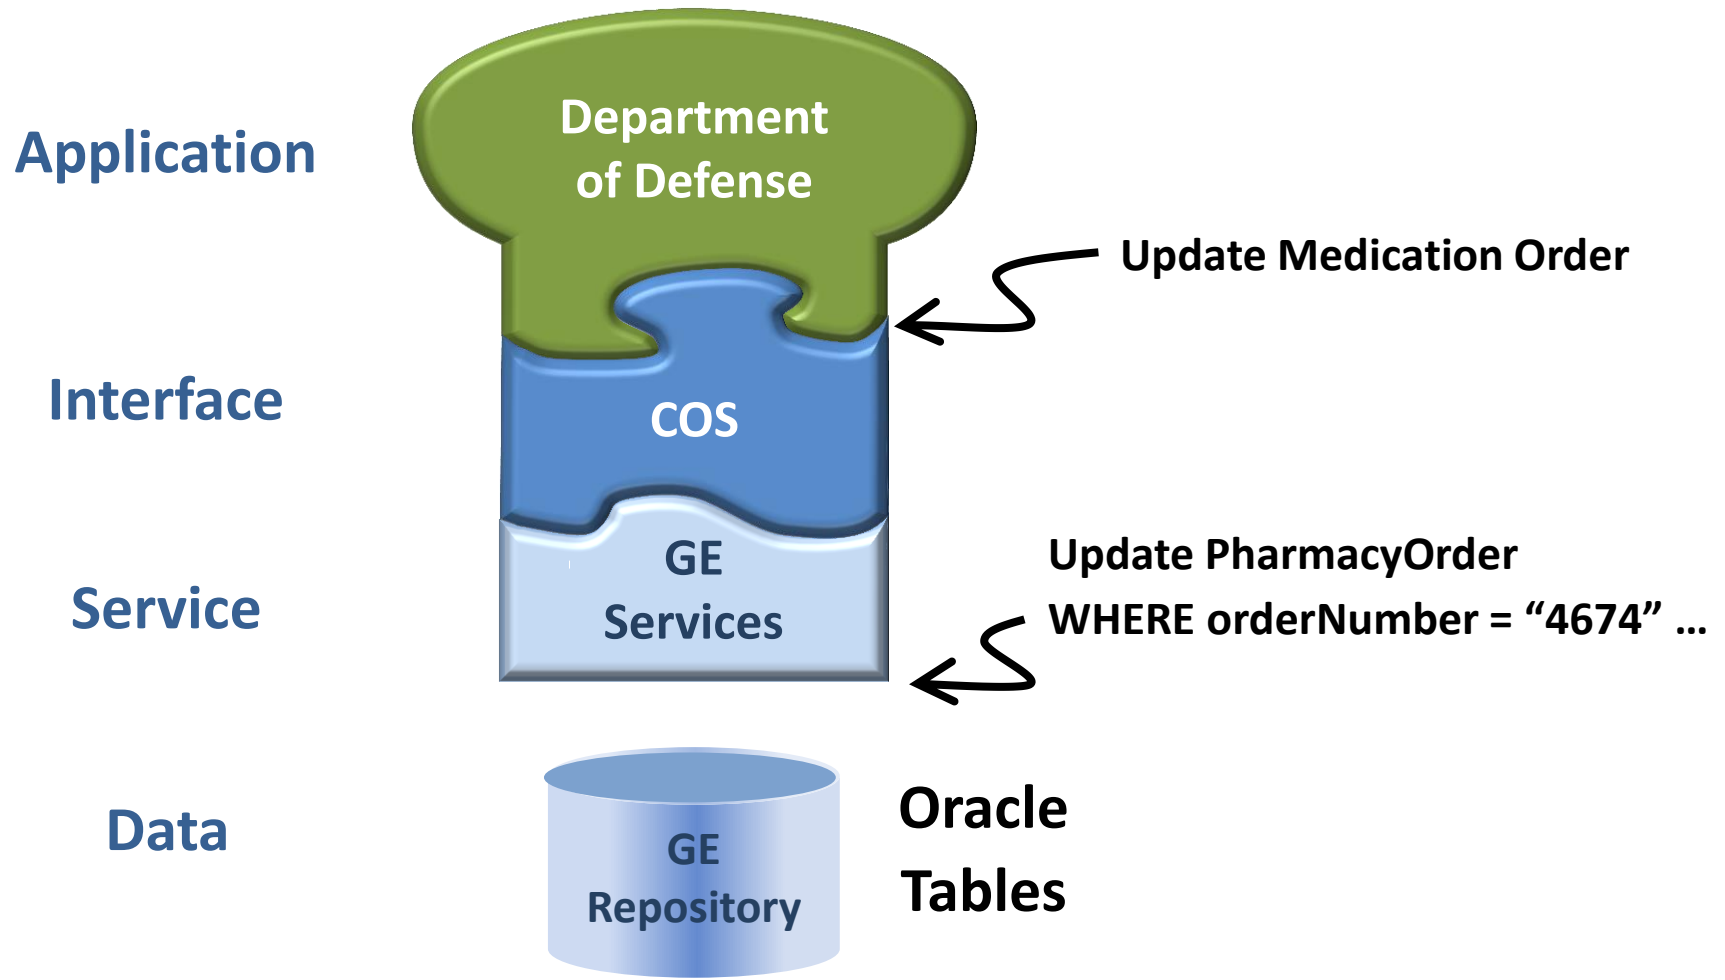 Application
Department
of Defense
Update Medication Order
Interface
COS
Service
GE
Services
Update PharmacyOrder
WHERE orderNumber = “4674” ...
Data
GE
Repository
Oracle
Tables